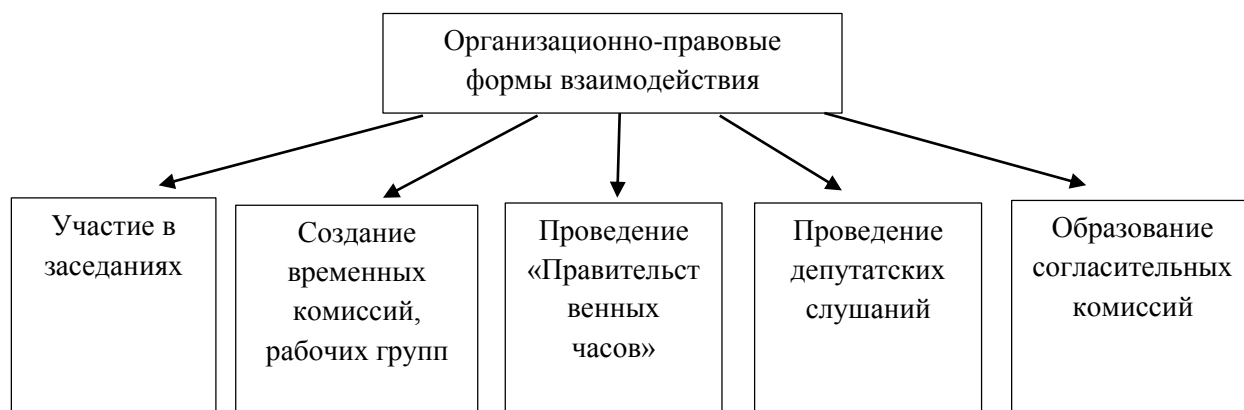 Организационно-правовые
формы взаимодействия
Участие в
заседаниях
Создание
временных
комиссий,
рабочих групп
Проведение
«Правительст
венных
часов»
Проведение
депутатских
слушаний
Образование
согласительных
комиссий